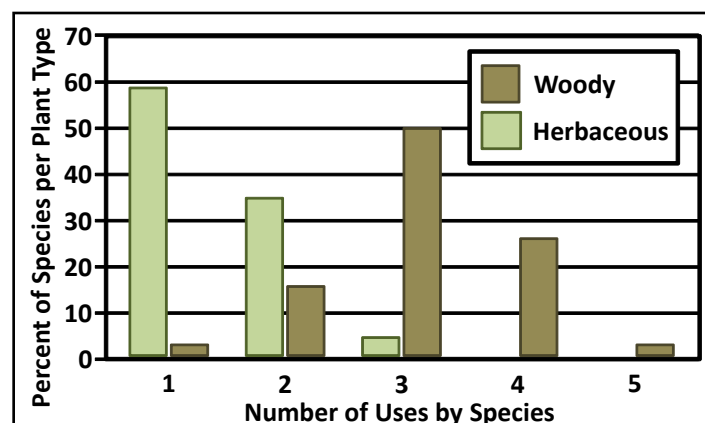 Percent of Species per Plant Type
70
60
50
40
30
20
10
0
Woody
Herbaceous
1 2 3 4 5
Number of Uses by Species